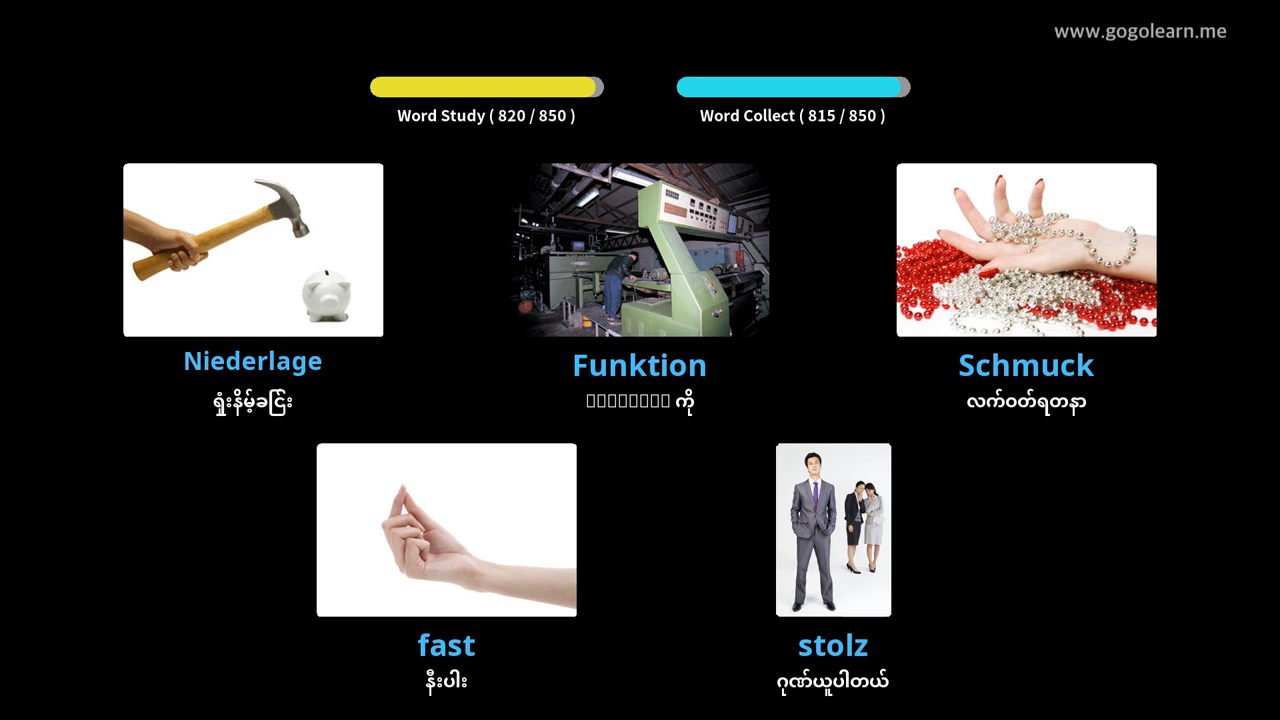 www.gogolearn.me
Word Study ( 820 / 850 )
Word Collect ( 815 / 850 )
Niederlage
ရှုံးနိမ့်ခြင်း
Funktion
ကို
Schmuck
လက်ဝတ်ရတနာ
fast
နီးပါး
stolz
ဂုဏ်ယူပါတယ်